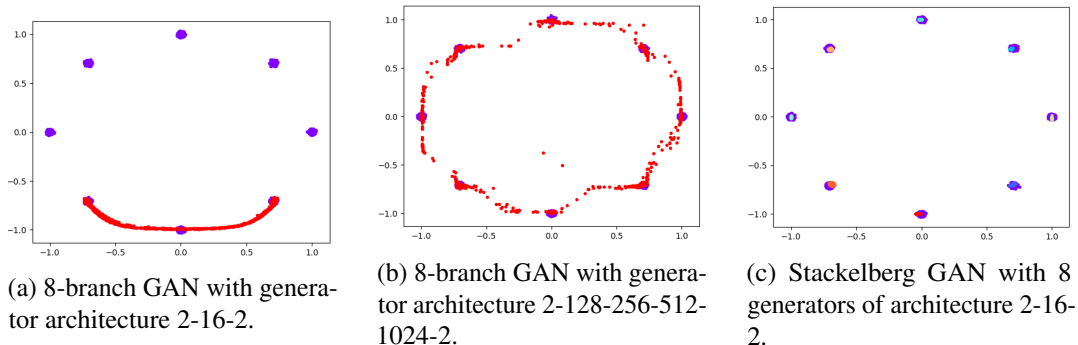 1.0
0.5
0.0
−0.5
−1.0
−1.0 −0.5 0.0 0.5 1.0
(a) 8-branch GAN with genera-
tor architecture 2-16-2.
1.0
0.5
0.0
−0.5
−1.0
−1.0 −0.5 0.0 0.5 1.0
(b) 8-branch GAN with gener-
ator architecture 2-128-256-512-
1024-2.
1.0
0.5
0.0
−0.5
−1.0
−1.0 −0.5 0.0 0.5 1.0
(c) Stackelberg GAN with 8
generators of architecture 2-16-
2.